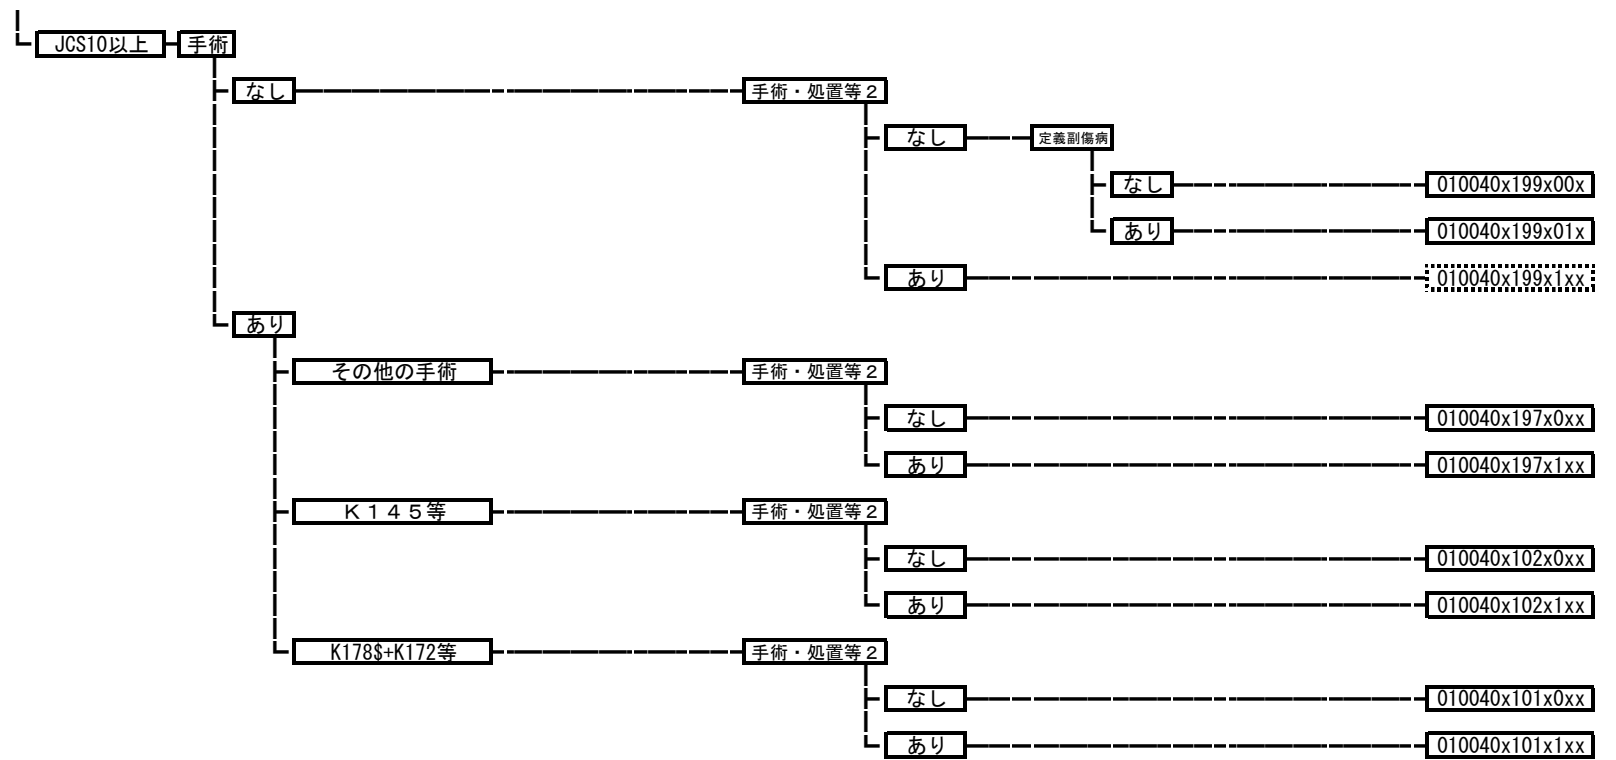 JCS10以上 手術
なし 手術・処置等２
なし 定義副傷病
なし 010040x199x00x
あり 010040x199x01x
あり 010040x199x1xx
あり
その他の手術 手術・処置等２
なし 010040x197x0xx
あり 010040x197x1xx
Ｋ１４５等 手術・処置等２
なし 010040x102x0xx
あり 010040x102x1xx
K178$+K172等 手術・処置等２
なし 010040x101x0xx
あり 010040x101x1xx